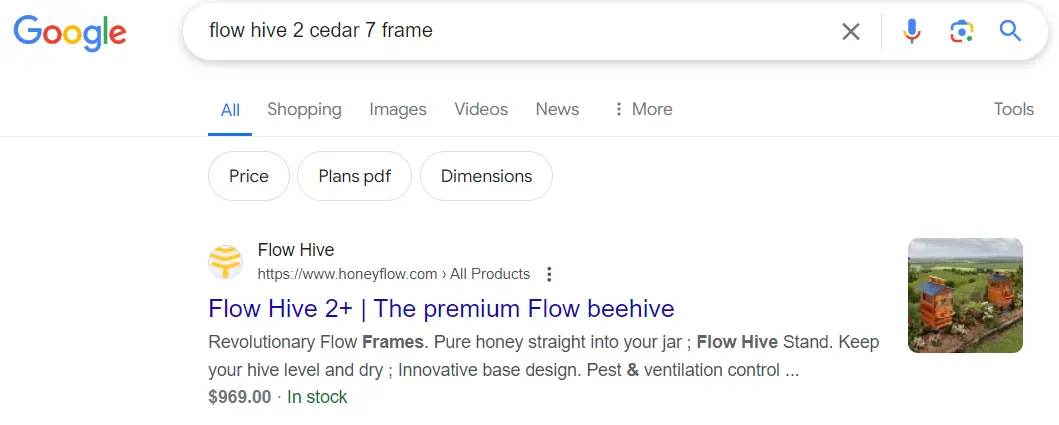 Google
flow hive 2 cedar 7 frame
All Shopping Images Videos News More Tools
Price Plans pdf Dimensions
Flow Hive
https://www.honeyflow.com › All Products
Flow Hive 2+ | The premium Flow beehive
Revolutionary Flow Frames. Pure honey straight into your jar ; Flow Hive Stand. Keep
your hive level and dry ; Innovative base design. Pest & ventilation control ...
$969.00 · In stock